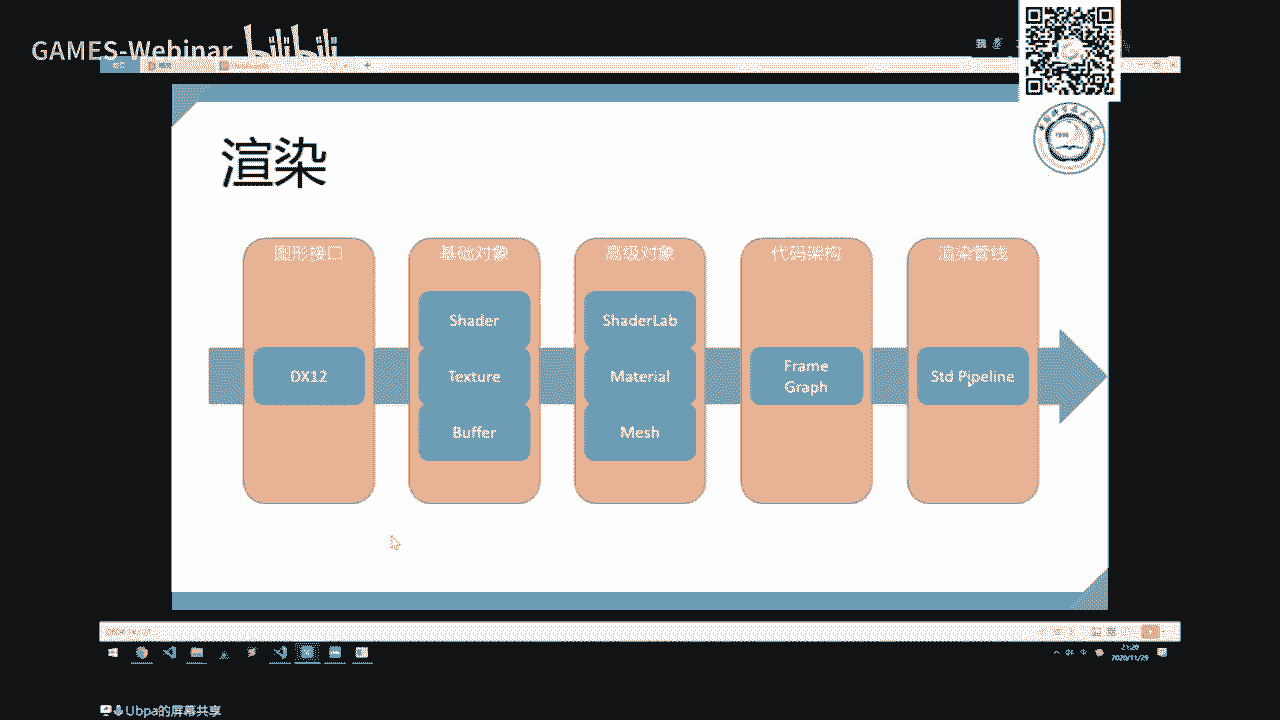 GAMES-Webinar bilibili
渲染
图形接口
基础对象
高级对象
代码架构
渲染管线
Shader
ShaderLab
DX12
Texture
Material
Frame
Graph
Std Pipeline
Buffer
Mesh
21:20
2020/11/29
Ubpa的屏幕共享